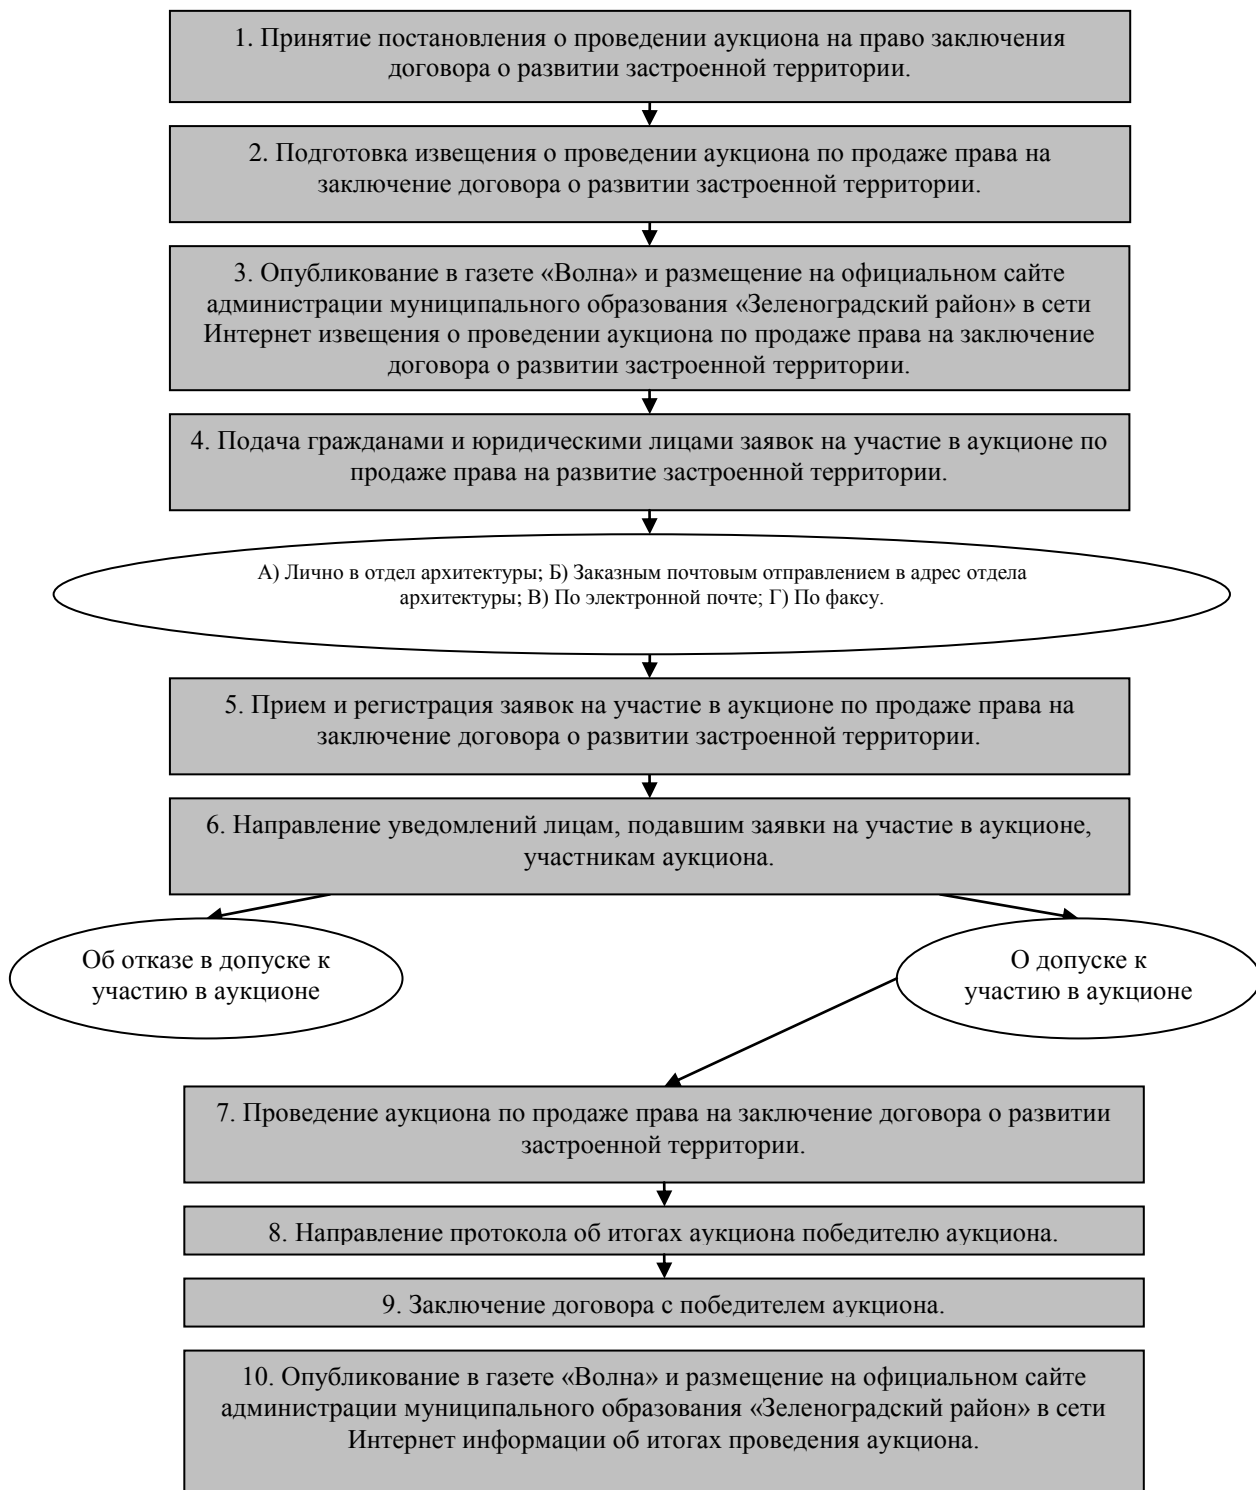 1. Принятие постановления о проведении аукциона на право заключения
договора о развитии застроенной территории.
2. Подготовка извещения о проведении аукциона по продаже права на
заключение договора о развитии застроенной территории.
3. Опубликование в газете «Волна» и размещение на официальном сайте
администрации муниципального образования «Зеленоградский район» в сети
Интернет извещения о проведении аукциона по продаже права на заключение
договора о развитии застроенной территории.
4. Подача гражданами и юридическими лицами заявок на участие в аукционе по
продаже права на развитие застроенной территории.
А) Лично в отдел архитектуры; Б) Заказным почтовым отправлением в адрес отдела
архитектуры; В) По электронной почте; Г) По факсу.
5. Прием и регистрация заявок на участие в аукционе по продаже права на
заключение договора о развитии застроенной территории.
6. Направление уведомлений лицам, подавшим заявки на участие в аукционе,
участникам аукциона.
Об отказе в допуске к
участию в аукционе
О допуске к
участию в аукционе
7. Проведение аукциона по продаже права на заключение договора о развитии
застроенной территории.
8. Направление протокола об итогах аукциона победителю аукциона.
9. Заключение договора с победителем аукциона.
10. Опубликование в газете «Волна» и размещение на официальном сайте
администрации муниципального образования «Зеленоградский район» в сети
Интернет информации об итогах проведения аукциона.